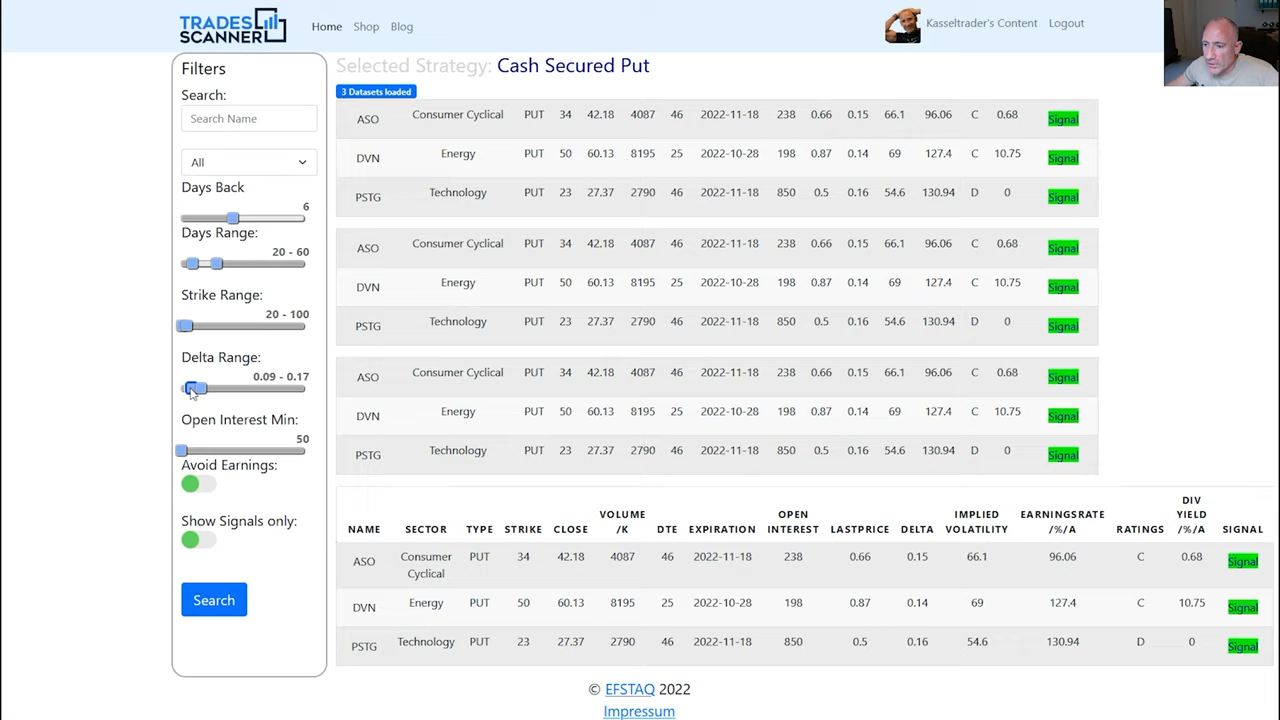 TRADES
SCANNER
Home Shop Blog
Kasseltrader's Content Logout
Filters
Search:
Search Name
All
Days Back
6
Days Range:
20 - 60
Strike Range:
20 - 100
Delta Range:
0.09 - 0.17
Open Interest Min:
50
Avoid Earnings:
Show Signals only:
Search
Selected Strategy: Cash Secured Put
3 Datasets loaded
ASO Consumer Cyclical PUT 34 42.18 4087 46 2022-11-18 238 0.66 0.15 66.1 96.06 C 0.68 Signal
DVN Energy PUT 50 60.13 8195 25 2022-10-28 198 0.87 0.14 69 127.4 C 10.75 Signal
PSTG Technology PUT 23 27.37 2790 46 2022-11-18 850 0.5 0.16 54.6 130.94 D 0 Signal
ASO Consumer Cyclical PUT 34 42.18 4087 46 2022-11-18 238 0.66 0.15 66.1 96.06 C 0.68 Signal
DVN Energy PUT 50 60.13 8195 25 2022-10-28 198 0.87 0.14 69 127.4 C 10.75 Signal
PSTG Technology PUT 23 27.37 2790 46 2022-11-18 850 0.5 0.16 54.6 130.94 D 0 Signal
ASO Consumer Cyclical PUT 34 42.18 4087 46 2022-11-18 238 0.66 0.15 66.1 96.06 C 0.68 Signal
DVN Energy PUT 50 60.13 8195 25 2022-10-28 198 0.87 0.14 69 127.4 C 10.75 Signal
PSTG Technology PUT 23 27.37 2790 46 2022-11-18 850 0.5 0.16 54.6 130.94 D 0 Signal
DIV
VOLUME OPEN IMPLIED EARNINGSRATE YIELD
NAME SECTOR TYPE STRIKE CLOSE /K DTE EXPIRATION INTEREST LASTPRICE DELTA VOLATILITY /%/A RATINGS /%/A SIGNAL
ASO Consumer PUT 34 42.18 4087 46 2022-11-18 238 0.66 0.15 66.1 96.06 C 0.68 Signal
Cyclical
DVN Energy PUT 50 60.13 8195 25 2022-10-28 198 0.87 0.14 69 127.4 C 10.75 Signal
PSTG Technology PUT 23 27.37 2790 46 2022-11-18 850 0.5 0.16 54.6 130.94 D 0 Signal
© EFSTAQ 2022
Impressum